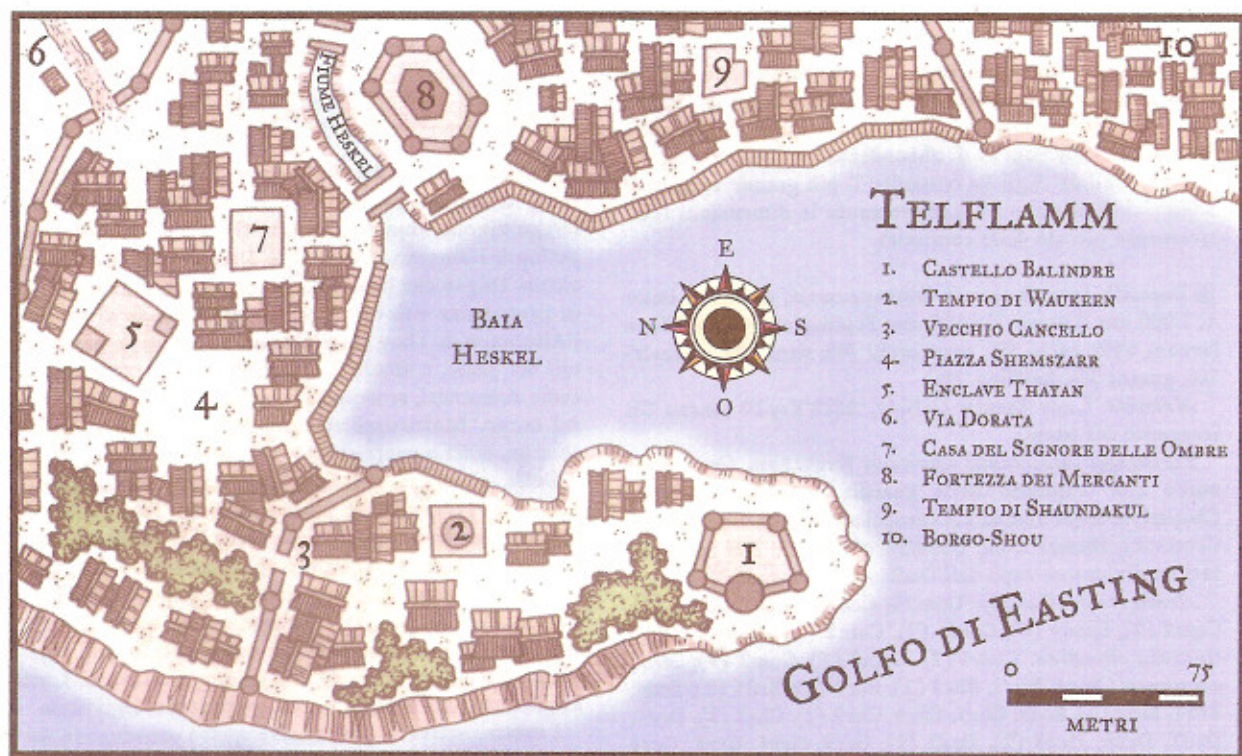 6
10
Fiume Heskel
8
9
Telflamm
7
1. Castello Balindre
2. Tempio di Waukeen
3. Vecchio Cancello
4. Piazza Shemszarr
5. Enclave Thayan
6. Via Dorata
7. Casa del Signore delle Ombre
8. Fortezza dei Mercanti
9. Tempio di Shaundakul
10. Borgo-Shou
E
N S
O
Baia
Heskel
5
4
2
3
1
Golfo di Easting
0 75
metri